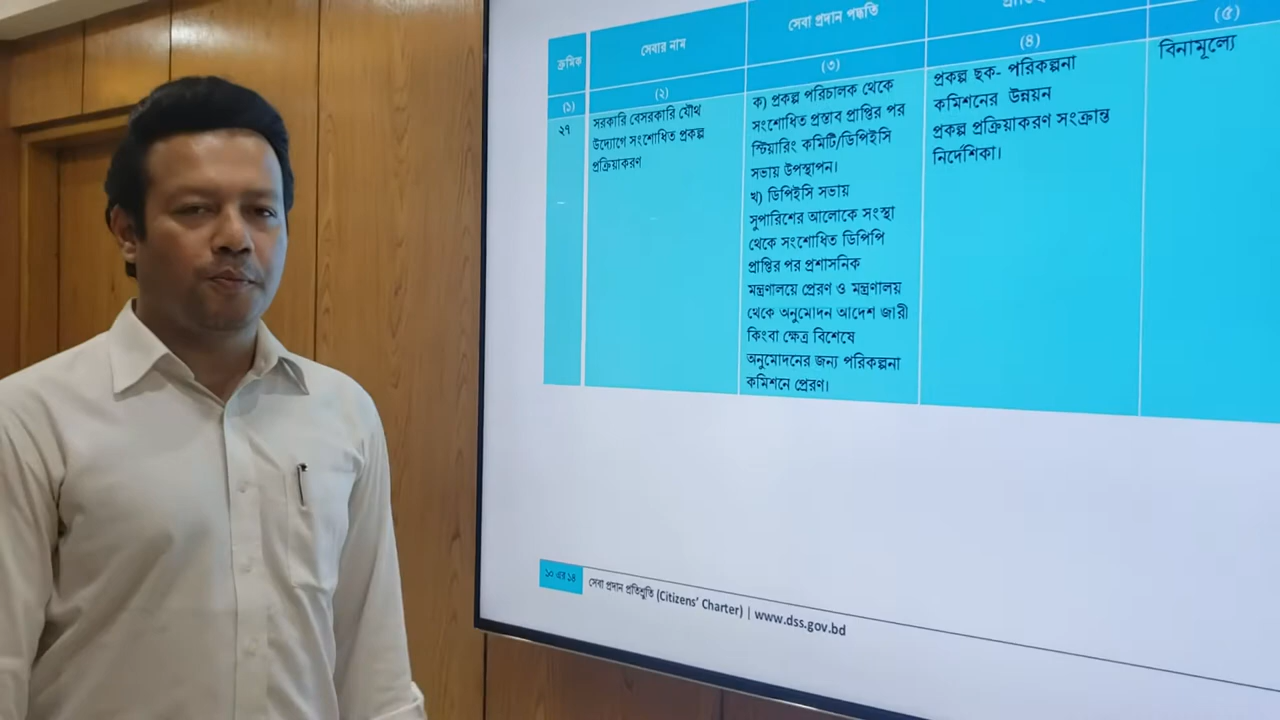 ক্রমিক
সেবার নাম
সেবা প্রদান পদ্ধতি
(১)
(২)
(৩)
(৪)
(৫)
২৭
সরকারি বেসরকারি যৌথ
উদ্যোগে সংশোধিত প্রকল্প
প্রক্রিয়াকরণ
ক) প্রকল্প পরিচালক থেকে
সংশোধিত প্রস্তাব প্রাপ্তির পর
স্টিয়ারিং কমিটি/ডিপিইসি
সভায় উপস্থাপন।
খ) ডিপিইসি সভায়
সুপারিশের আলোকে সংস্থা
থেকে সংশোধিত ডিপিপি
প্রাপ্তির পর প্রশাসনিক
মন্ত্রণালয়ে প্রেরণ ও মন্ত্রণালয়
থেকে অনুমোদন আদেশ জারী
কিংবা ক্ষেত্র বিশেষে
অনুমোদনের জন্য পরিকল্পনা
কমিশনে প্রেরণ।
প্রকল্প ছক- পরিকল্পনা
কমিশনের উন্নয়ন
প্রকল্প প্রক্রিয়াকরণ সংক্রান্ত
নির্দেশিকা।
বিনামূল্যে
১০ এর ১৪
সেবা প্রদান প্রতিশ্রুতি (Citizens' Charter) | www.dss.gov.bd